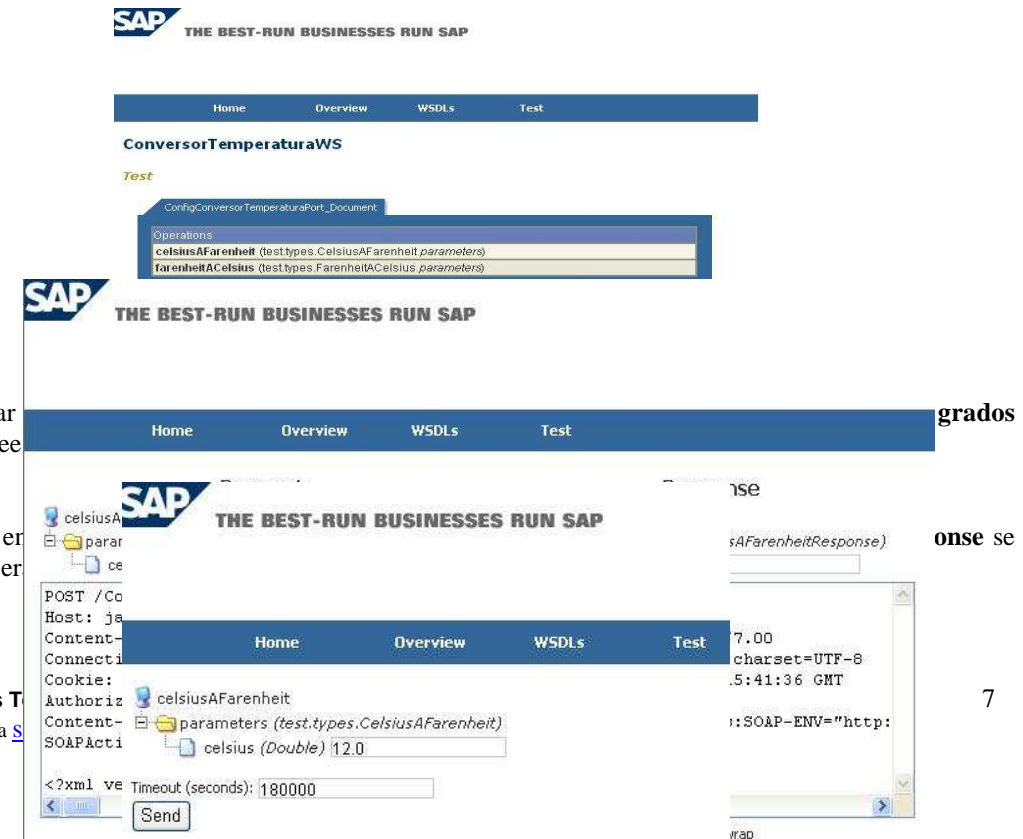 SAP THE BEST-RUN BUSINESSES RUN SAP
Home Overview WSDLs Test
ConversorTemperaturaWS
Test
ConfigConversorTemperaturaPort_Document
Operations
celsiusAFarenheit (test.types.CelsiusAFarenheit parameters)
farenheitACelsius (test.types.FarenheitACelsius parameters)
SAP THE BEST-RUN BUSINESSES RUN SAP
grados
Home Overview WSDLs Test
sAFarenheitResponse)
onse se
POST /Co
Host: ja
Content-
7.00
Connecti
charset=UTF-8
Cookie:
5:41:36 GMT
Authoriz
7
Content-
:SOAP-ENV="http:
SOAPActi
<?xml ve
SAP THE BEST-RUN BUSINESSES RUN SAP
Home Overview WSDLs Test
celsiusAFarenheit
parameters (test.types.CelsiusAFarenheit)
celsius (Double) 12.0
Timeout (seconds): 180000
Send